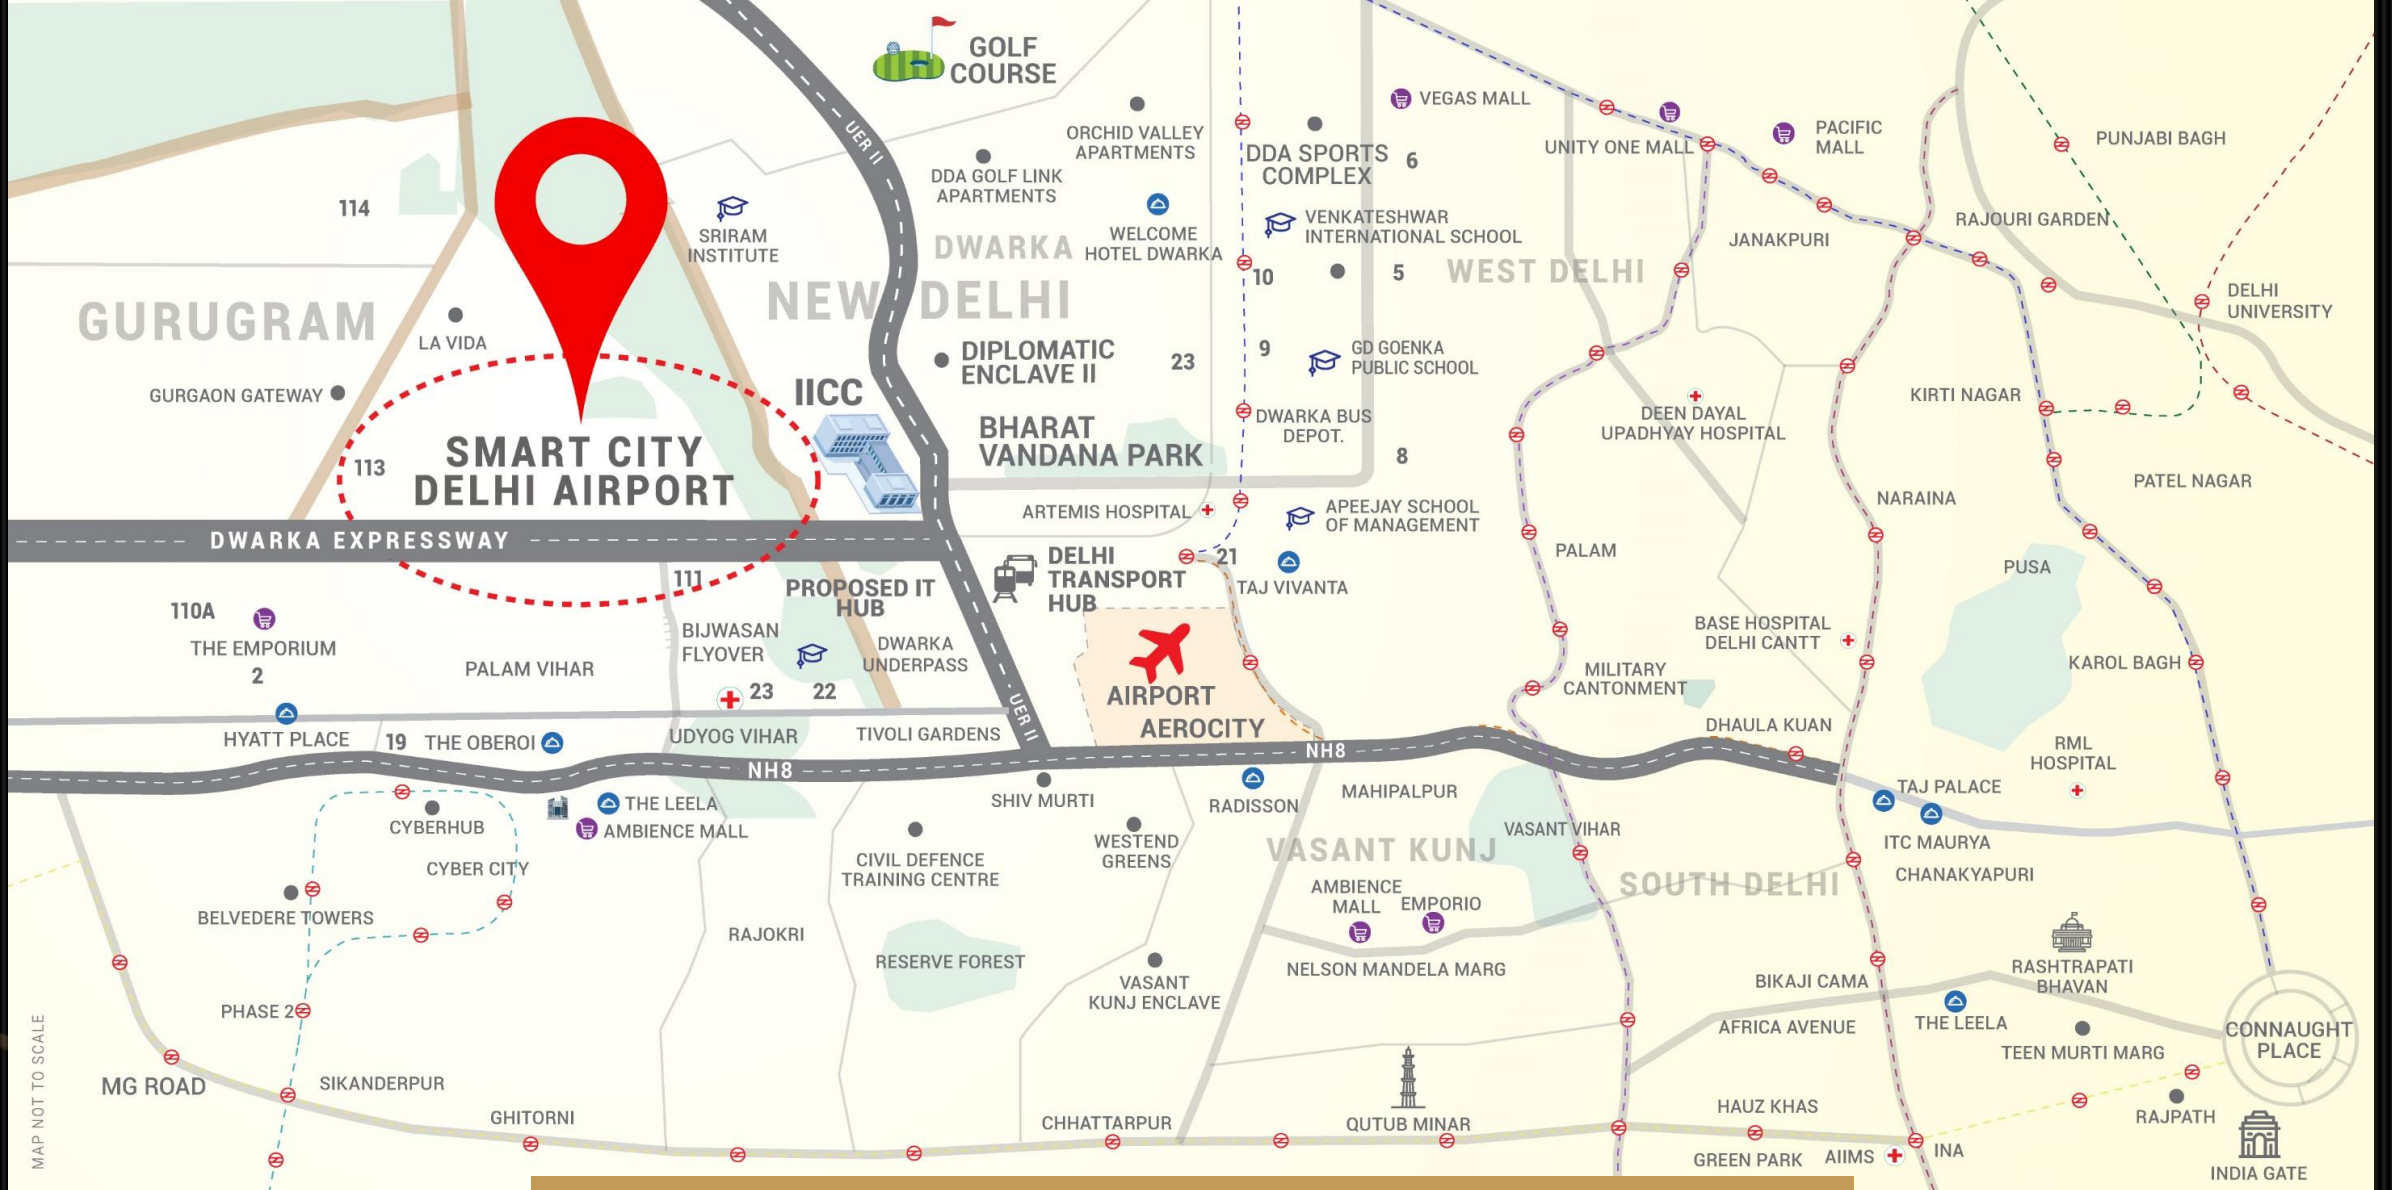 GOLF
COURSE
UER II
ORCHID VALLEY
APARTMENTS
DDA GOLF LINK
APARTMENTS
VEGAS MALL
DDA SPORTS
COMPLEX
6
UNITY ONE MALL
PACIFIC
MALL
PUNJABI BAGH
114
SRIRAM
INSTITUTE
WELCOME
HOTEL DWARKA
VENKATESHWAR
INTERNATIONAL SCHOOL
JANAKPURI
RAJOURI GARDEN
DWARKA
NEW DELHI
10
5
WEST DELHI
DELHI
UNIVERSITY
GURUGRAM
LA VIDA
DIPLOMATIC
ENCLAVE II
23
9
GD GOENKA
PUBLIC SCHOOL
GURGAON GATEWAY
IICC
KIRTI NAGAR
DEEN DAYAL
UPADHYAY HOSPITAL
BHARAT
VANDANA PARK
DWARKA BUS
DEPOT.
8
SMART CITY
DELHI AIRPORT
113
PATEL NAGAR
NARAINA
ARTEMIS HOSPITAL
APEEJAY SCHOOL
OF MANAGEMENT
DWARKA EXPRESSWAY
DELHI
TRANSPORT
HUB
21
TAJ VIVANTA
PALAM
PUSA
111
PROPOSED IT
HUB
110A
THE EMPORIUM
2
PALAM VIHAR
BIJWASAN
FLYOVER
DWARKA
UNDERPASS
23
22
BASE HOSPITAL
DELHI CANTT
KAROL BAGH
MILITARY
CANTONMENT
AIRPORT
AEROCITY
UER II
DHAULA KUAN
HYATT PLACE
19
THE OBEROI
UDYOG VIHAR
TIVOLI GARDENS
NH8
NH8
RML
HOSPITAL
SHIV MURTI
RADISSON
MAHIPALPUR
TAJ PALACE
THE LEELA
AMBIENCE MALL
CYBERHUB
VASANT VIHAR
ITC MAURYA
WESTEND
GREENS
VASANT KUNJ
CYBER CITY
CIVIL DEFENCE
TRAINING CENTRE
SOUTH DELHI
CHANAKYAPURI
AMBIENCE
MALL
EMPORIO
BELVEDERE TOWERS
RAJOKRI
RESERVE FOREST
NELSON MANDELA MARG
RASHTRAPATI
BHAVAN
BIKAJI CAMA
VASANT
KUNJ ENCLAVE
PHASE 2
AFRICA AVENUE
THE LEELA
CONNAUGHT
PLACE
TEEN MURTI MARG
MG ROAD
SIKANDERPUR
GHITORNI
CHHATTARPUR
QUTUB MINAR
HAUZ KHAS
RAJPATH
GREEN PARK
AIIMS
INA
INDIA GATE
MAP NOT TO SCALE